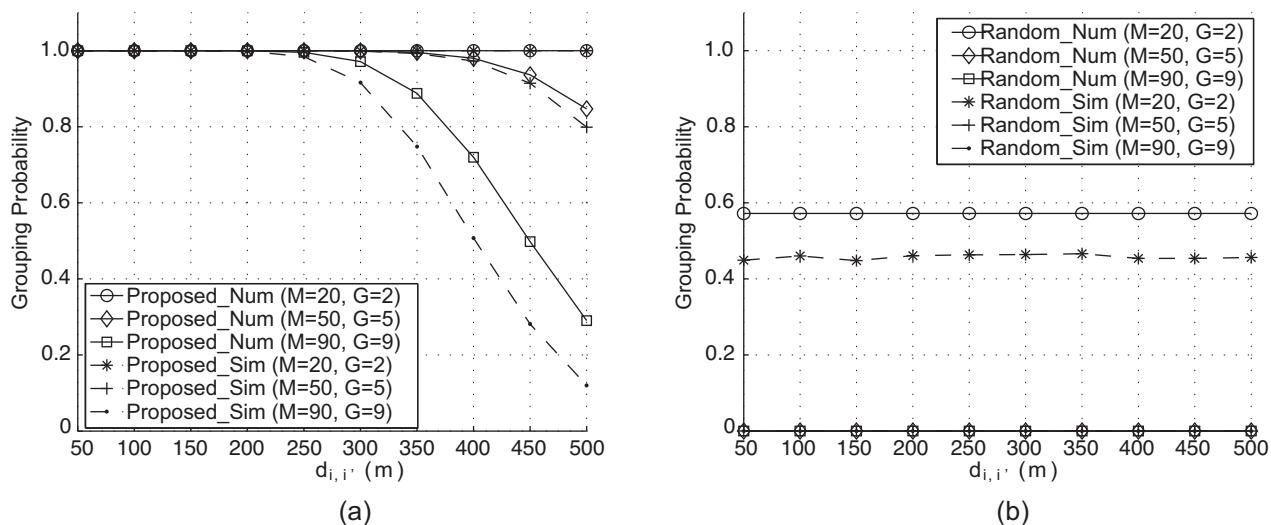 1.0
0.8
0.6
0.4
0.2
0
Grouping Probability
Proposed_Num (M=20, G=2)
Proposed_Num (M=50, G=5)
Proposed_Num (M=90, G=9)
Proposed_Sim (M=20, G=2)
Proposed_Sim (M=50, G=5)
Proposed_Sim (M=90, G=9)
50 100 150 200 250 300 350 400 450 500
d i, i' (m)
(a)
1.0
0.8
0.6
0.4
0.2
0
Grouping Probability
Random_Num (M=20, G=2)
Random_Num (M=50, G=5)
Random_Num (M=90, G=9)
Random_Sim (M=20, G=2)
Random_Sim (M=50, G=5)
Random_Sim (M=90, G=9)
50 100 150 200 250 300 350 400 450 500
d i, i' (m)
(b)